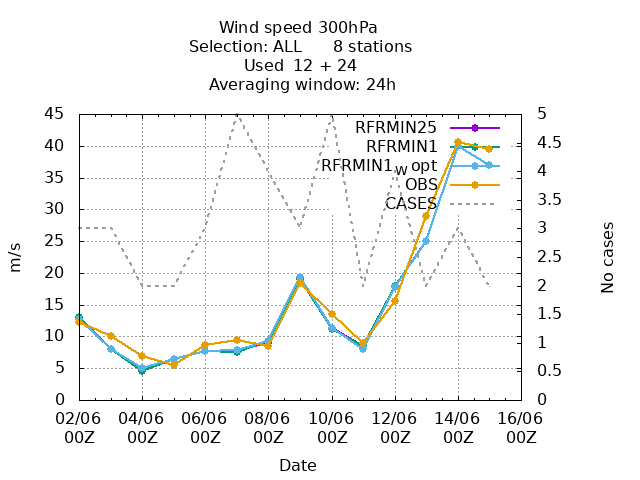 Wind speed 300hPa
Selection: ALL 8 stations
Used 12 + 24
Averaging window: 24h
45
40
35
30
25
20
15
10
5
0
m/s
5
4.5
4
3.5
3
2.5
2
1.5
1
0.5
0
No cases
RFRMIN25
RFRMIN1
RFRMIN1w opt
OBS
CASES
02/06 04/06 06/06 08/06 10/06 12/06 14/06 16/06
00Z 00Z 00Z 00Z 00Z 00Z 00Z 00Z
Date